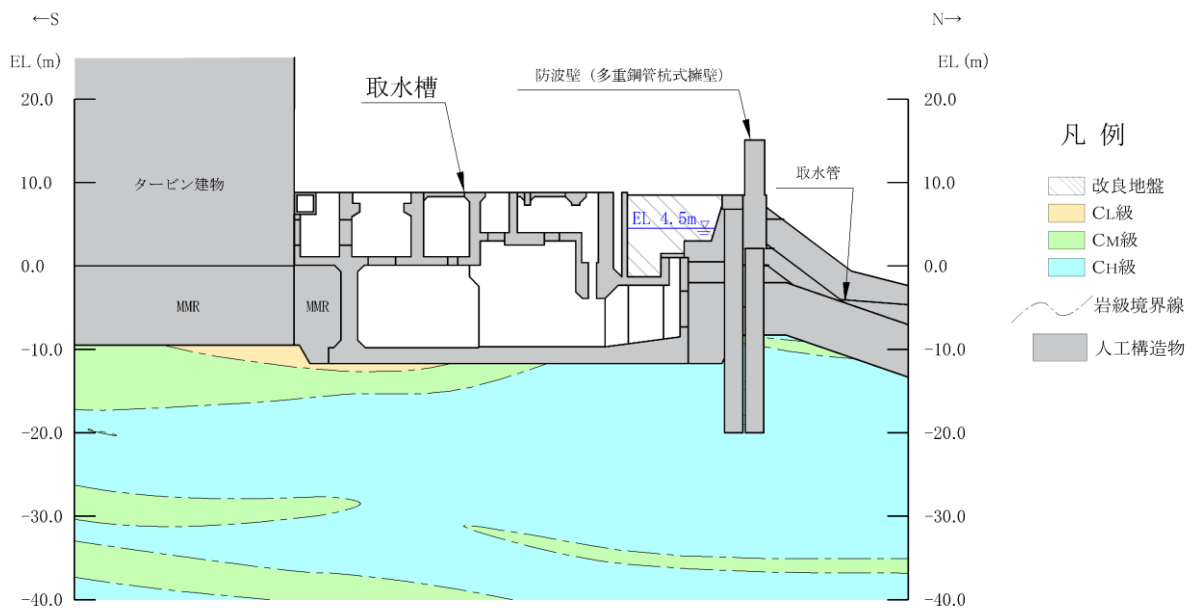 ←S
N→
EL (m)
EL (m)
防波壁 (多重鋼管杭式擁壁)
取水槽
取水管
タービン建物
20.0
10.0
0.0
-10.0
-20.0
-30.0
-40.0
20.0
10.0
0.0
-10.0
-20.0
-30.0
-40.0
EL 4.5m
MMR
MMR
凡 例
改良地盤
CL級
CM級
CH級
岩級境界線
人工構造物